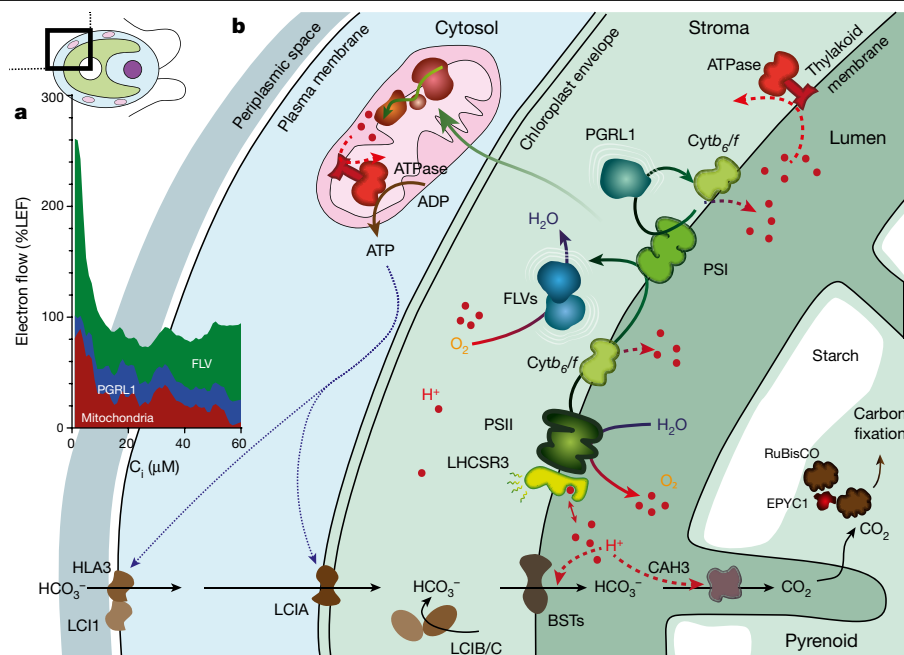 b
Cytosol
Stroma
Periplasmic space
Plasma membrane
Chloroplast envelope
ATPase
Thylakoid
membrane
Lumen
a
300
200
100
0
Electron flow (%LEF)
FLV
PGRL1
Mitochondria
0
20
40
60
Cᵢ (μM)
ATPase
ADP
ATP
PGRL1
Cytb₆/f
PSI
H₂O
FLVs
O₂
Cytb₆/f
H⁺
PSII
H₂O
LHCSR3
O₂
Starch
Carbon
fixation
RuBisCO
EPYC1
CO₂
H⁺
HLA3
HCO₃⁻
LCI1
LCIA
HCO₃⁻
LCIB/C
BSTs
HCO₃⁻
CAH3
CO₂
Pyrenoid